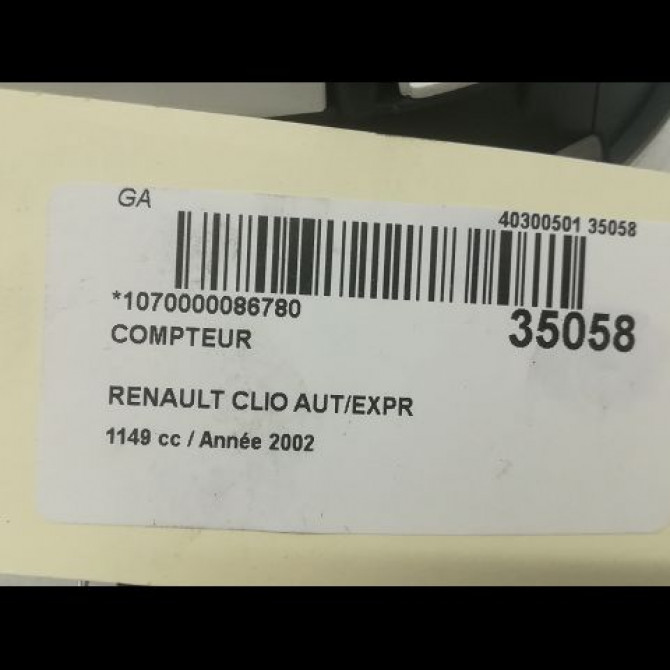 GA
40300501 35058
*1070000086780
35058
COMPTEUR
RENAULT CLIO AUT/EXPR
1149 cc / Année 2002